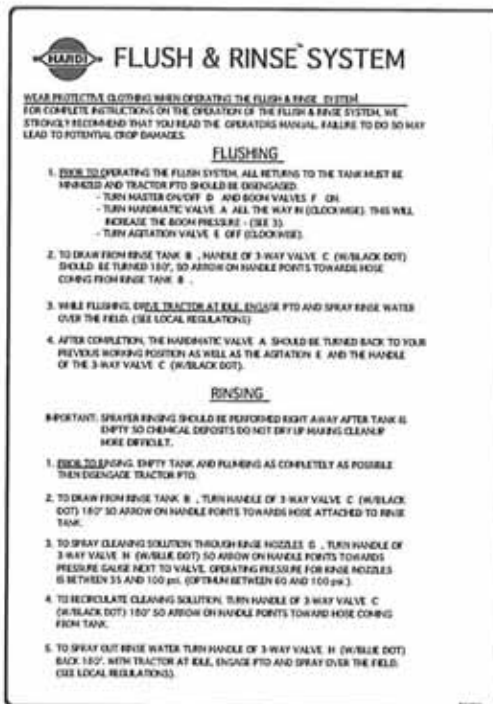 HARDI
FLUSH & RINSE™ SYSTEM
WEAR PROTECTIVE CLOTHING WHEN OPERATING THE FLUSH & RINSE SYSTEM!
FOR COMPLETE INSTRUCTIONS ON THE OPERATION OF THE FLUSH & RINSE SYSTEM, WE
STRONGLY RECOMMEND THAT YOU READ THE OPERATORS MANUAL. FAILURE TO DO SO MAY
LEAD TO POTENTIAL CROP DAMAGES.
FLUSHING
1. PRIOR TO OPERATING THE FLUSH SYSTEM, ALL RETURNS TO THE TANK MUST BE
MINIMIZED AND TRACTOR PTO SHOULD BE DISENGAGED.
- TURN MASTER ON/OFF D AND BOOM VALVES F ON.
- TURN HARDIMATIC VALVE A ALL THE WAY IN (CLOCKWISE). THIS WILL
INCREASE THE BOOM PRESSURE - (SEE 3).
- TURN AGITATION VALVE E OFF (CLOCKWISE).
2. TO DRAW FROM RINSE TANK B , HANDLE OF 3-WAY VALVE C (W/BLACK DOT)
SHOULD BE TURNED 180°, SO ARROW ON HANDLE POINTS TOWARDS HOSE
COMING FROM RINSE TANK B .
3. WHILE FLUSHING, DRIVE TRACTOR AT IDLE, ENGAGE PTO AND SPRAY RINSE WATER
OVER THE FIELD. (SEE LOCAL REGULATIONS)
4. AFTER COMPLETION, THE HARDIMATIC VALVE A SHOULD BE TURNED BACK TO YOUR
PREVIOUS WORKING POSITION AS WELL AS THE AGITATION E AND THE HANDLE
OF THE 3-WAY VALVE C (W/BLACK DOT).
RINSING
IMPORTANT: SPRAYER RINSING SHOULD BE PERFORMED RIGHT AWAY AFTER TANK IS
EMPTY SO CHEMICAL DEPOSITS DO NOT DRY UP MAKING CLEANUP
MORE DIFFICULT.
1. PRIOR TO RINSING, EMPTY TANK AND PLUMBING AS COMPLETELY AS POSSIBLE
THEN DISENGAGE TRACTOR PTO.
2. TO DRAW FROM RINSE TANK B , TURN HANDLE OF 3-WAY VALVE C (W/BLACK
DOT) 180° SO ARROW ON HANDLE POINTS TOWARDS HOSE ATTACHED TO RINSE
TANK.
3. TO SPRAY CLEANING SOLUTION THROUGH RINSE NOZZLES G , TURN HANDLE OF
3-WAY VALVE H (W/BLUE DOT) SO ARROW ON HANDLE POINTS TOWARDS
PRESSURE GAUGE NEXT TO VALVE. OPERATING PRESSURE FOR RINSE NOZZLES
IS BETWEEN 35 AND 100 psi. (OPTIMUM BETWEEN 60 AND 100 psi.)
4. TO RECIRCULATE CLEANING SOLUTION, TURN HANDLE OF 3-WAY VALVE C
(W/BLACK DOT) 180° SO ARROW ON HANDLE POINTS TOWARD HOSE COMING
FROM TANK.
5. TO SPRAY OUT RINSE WATER TURN HANDLE OF 3-WAY VALVE H (W/BLUE DOT)
BACK 180°. WITH TRACTOR AT IDLE, ENGAGE PTO AND SPRAY OVER THE FIELD.
(SEE LOCAL REGULATIONS).